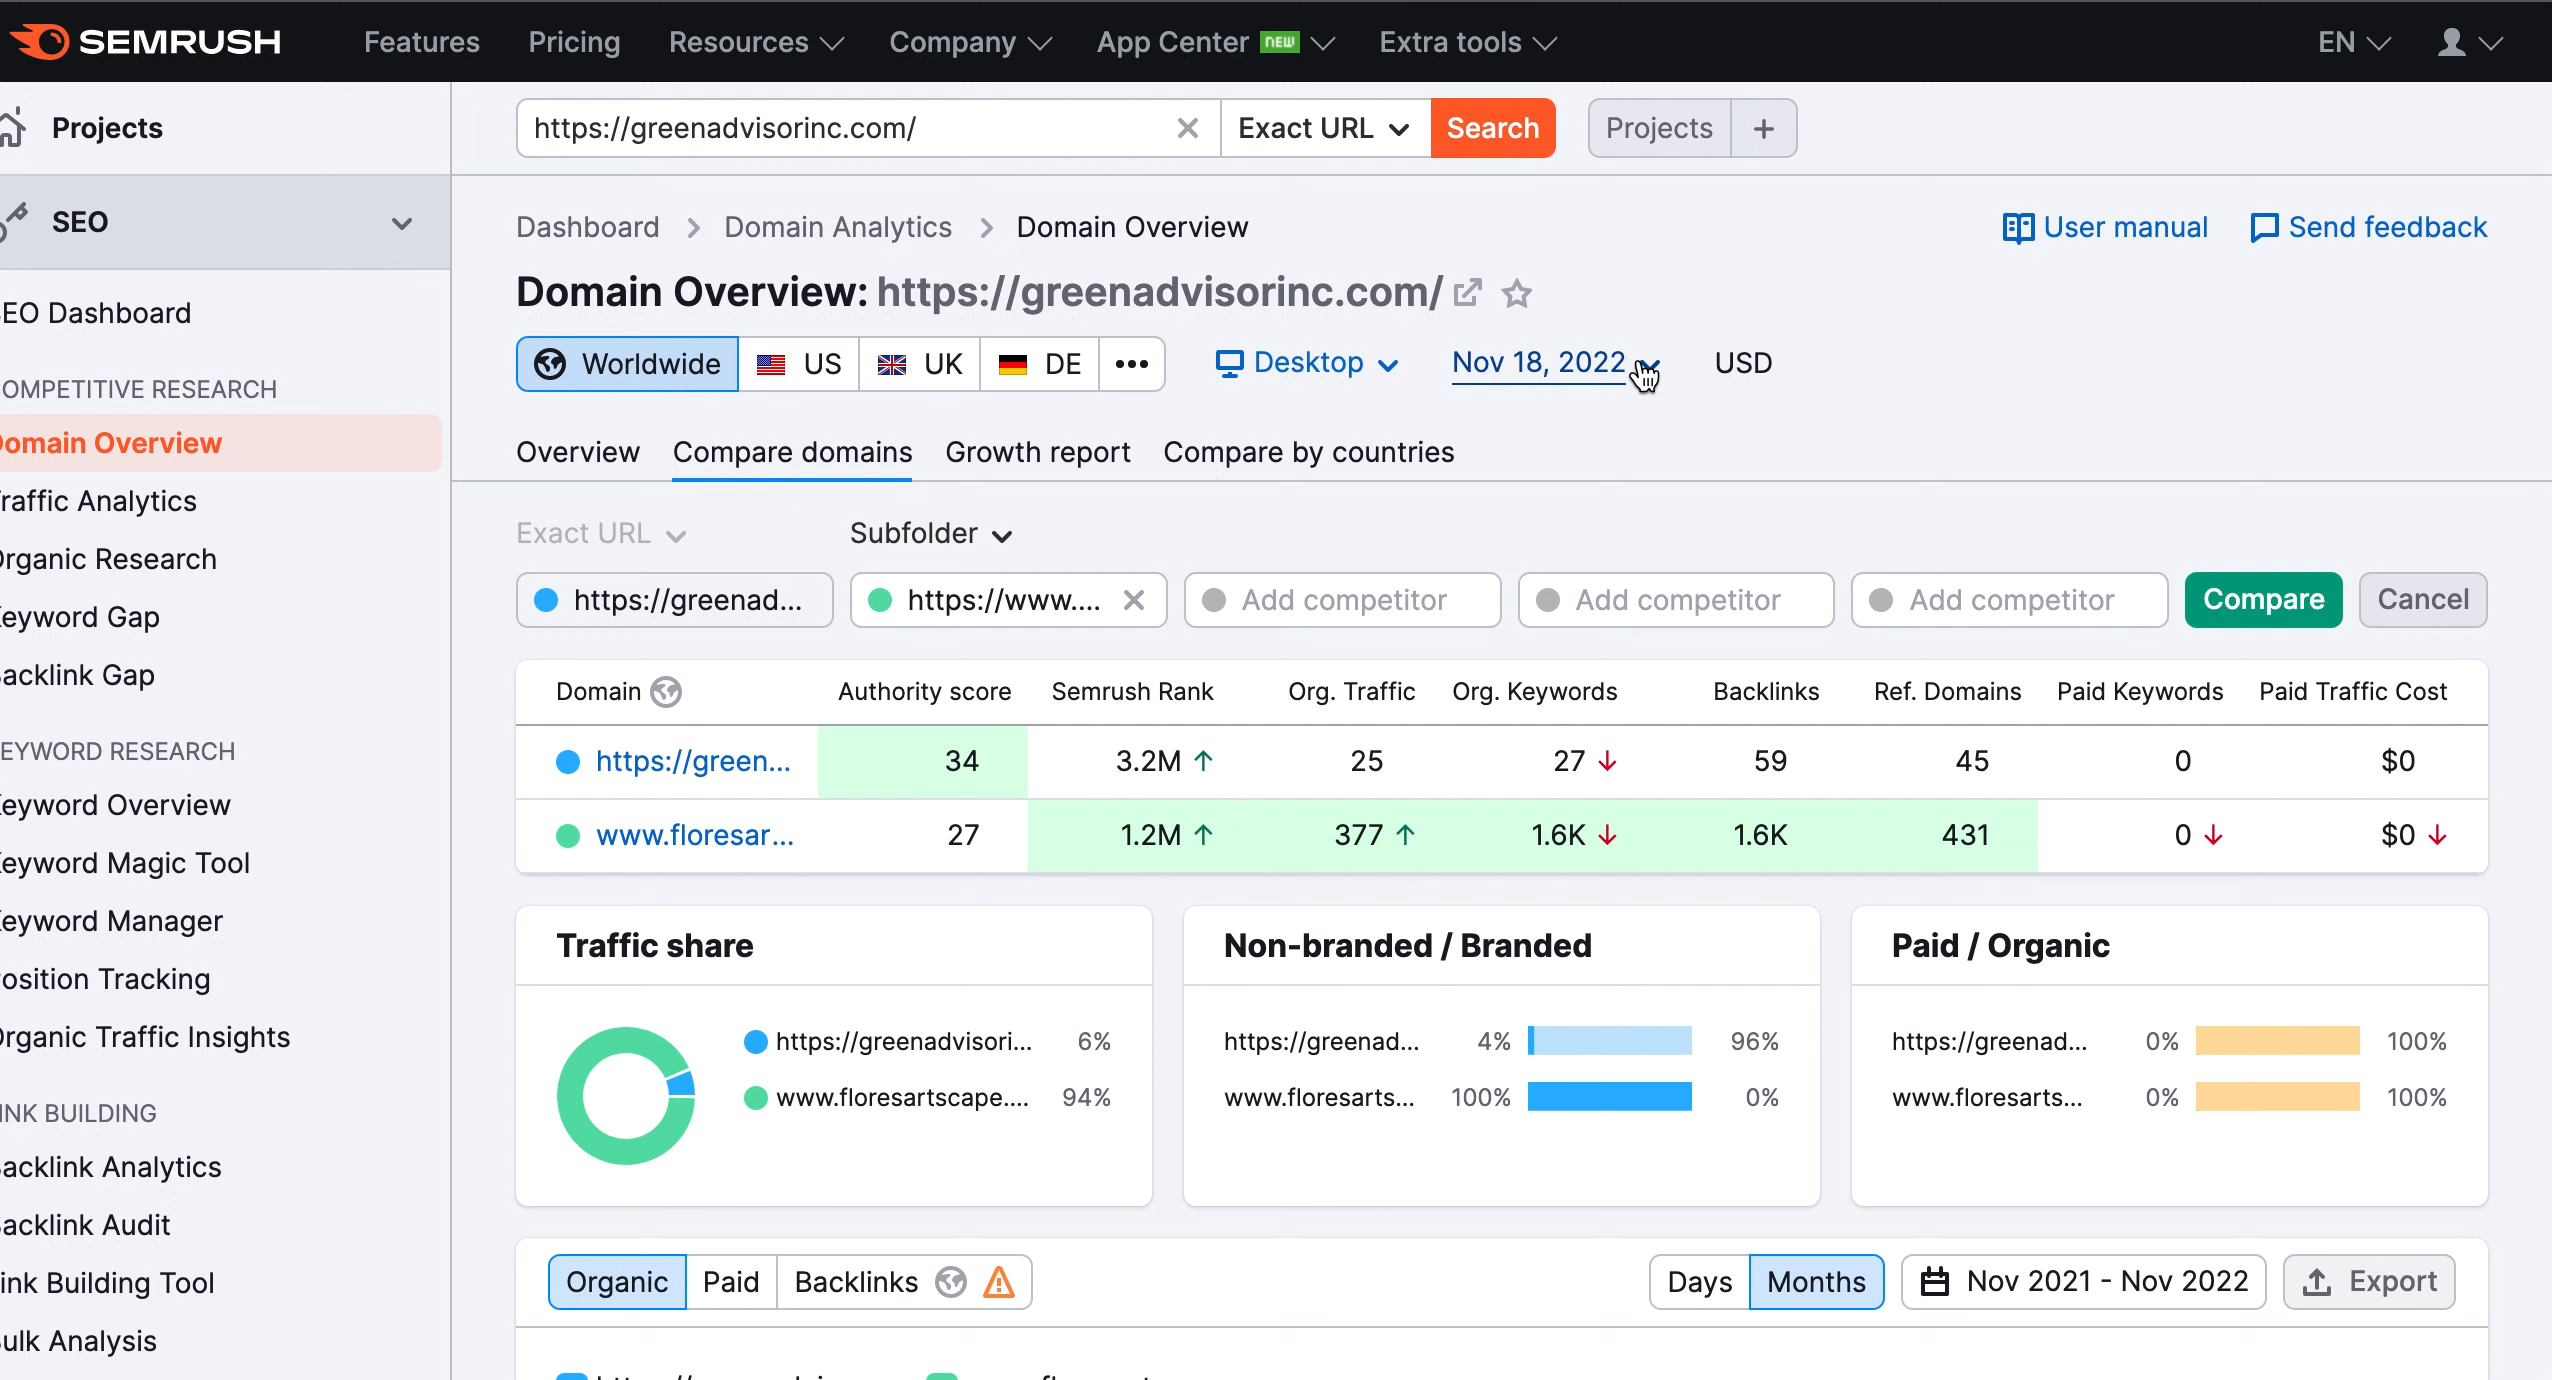 SEMRUSH Features Pricing Resources Company App Center NEW Extra tools EN
Projects
SEO
EO Dashboard
OMPETITIVE RESEARCH
omain Overview
raffic Analytics
rganic Research
eyword Gap
acklink Gap
EYWORD RESEARCH
eyword Overview
eyword Magic Tool
eyword Manager
osition Tracking
rganic Traffic Insights
INK BUILDING
acklink Analytics
acklink Audit
ink Building Tool
ulk Analysis
https://greenadvisorinc.com/ Exact URL Search Projects +
Dashboard > Domain Analytics > Domain Overview User manual Send feedback
Domain Overview: https://greenadvisorinc.com/
Worldwide US UK DE ••• Desktop Nov 18, 2022 USD
Overview Compare domains Growth report Compare by countries
Exact URL Subfolder
https://greenad... https://www.... Add competitor Add competitor Add competitor Compare Cancel
Domain Authority score Semrush Rank Org. Traffic Org. Keywords Backlinks Ref. Domains Paid Keywords Paid Traffic Cost
https://green... 34 3.2M ↑ 25 27 ↓ 59 45 0 $0
www.floresar... 27 1.2M ↑ 377 ↑ 1.6K ↓ 1.6K 431 0 ↓ $0 ↓
Traffic share
https://greenadvisori... 6%
www.floresartscape.... 94%
Non-branded / Branded
https://greenad... 4% 96%
www.floresarts... 100% 0%
Paid / Organic
https://greenad... 0% 100%
www.floresarts... 0% 100%
Organic Paid Backlinks Days Months Nov 2021 - Nov 2022 Export